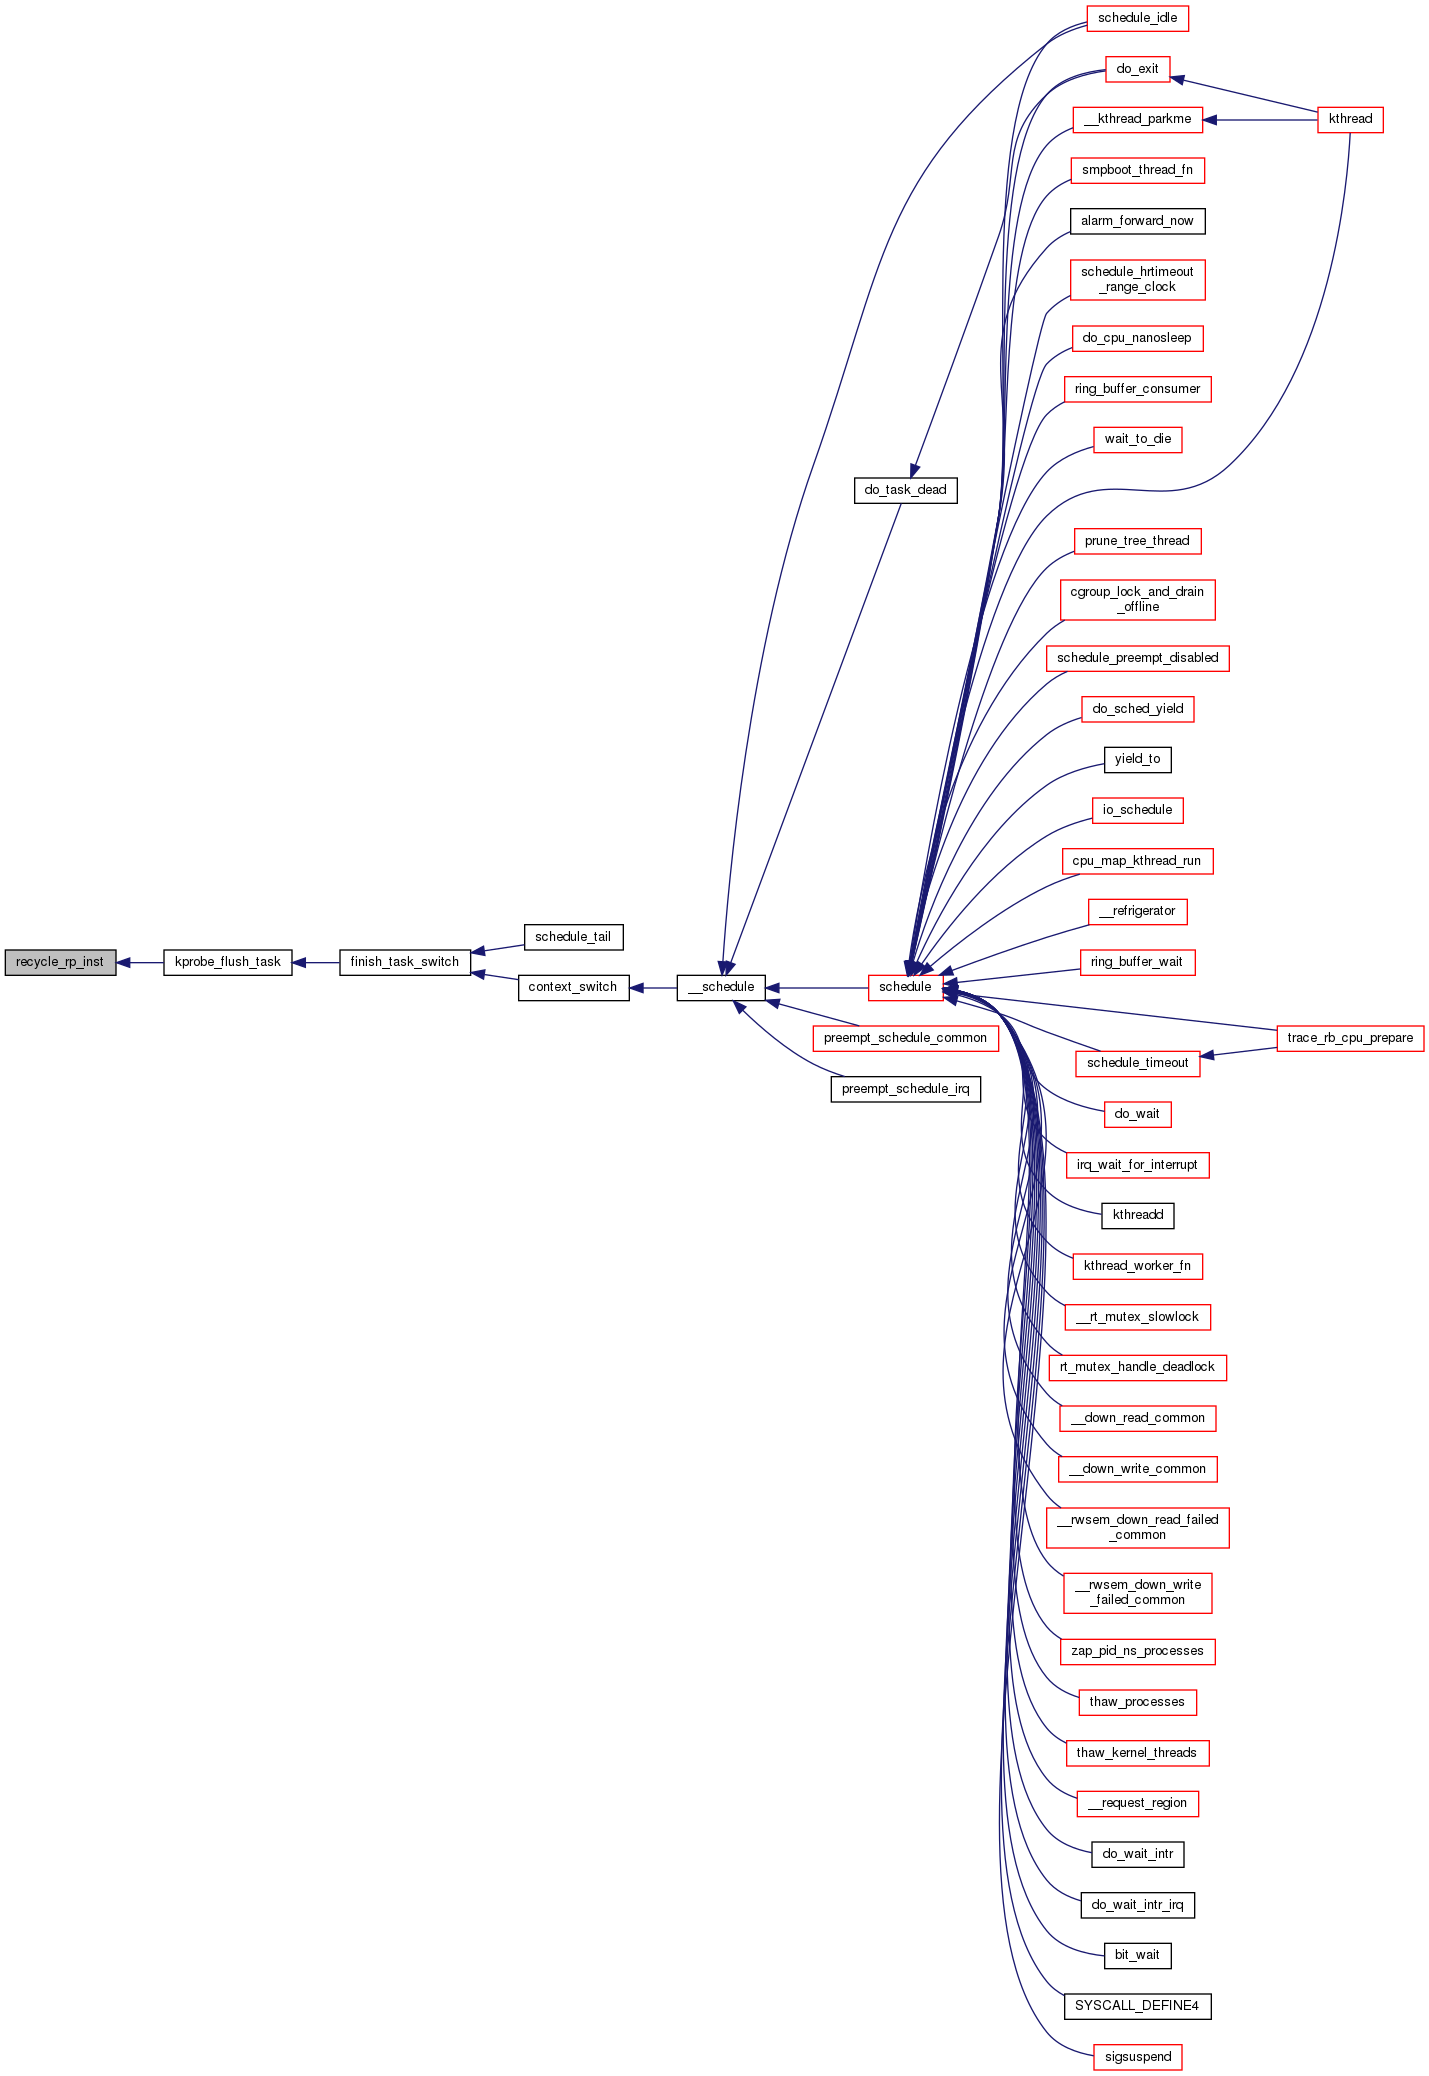 schedule_idle
do_exit
__kthread_parkme
kthread
smpboot_thread_fn
alarm_forward_now
schedule_hrtimeout
_range_clock
do_cpu_nanosleep
ring_buffer_consumer
wait_to_die
do_task_dead
prune_tree_thread
cgroup_lock_and_drain
_offline
schedule_preempt_disabled
do_sched_yield
yield_to
io_schedule
cpu_map_kthread_run
__refrigerator
schedule_tail
recycle_rp_inst
kprobe_flush_task
finish_task_switch
ring_buffer_wait
context_switch
__schedule
schedule
preempt_schedule_common
trace_rb_cpu_prepare
schedule_timeout
preempt_schedule_irq
do_wait
irq_wait_for_interrupt
kthreadd
kthread_worker_fn
__rt_mutex_slowlock
rt_mutex_handle_deadlock
__down_read_common
__down_write_common
__rwsem_down_read_failed
_common
__rwsem_down_write
_failed_common
zap_pid_ns_processes
thaw_processes
thaw_kernel_threads
__request_region
do_wait_intr
do_wait_intr_irq
bit_wait
SYSCALL_DEFINE4
sigsuspend